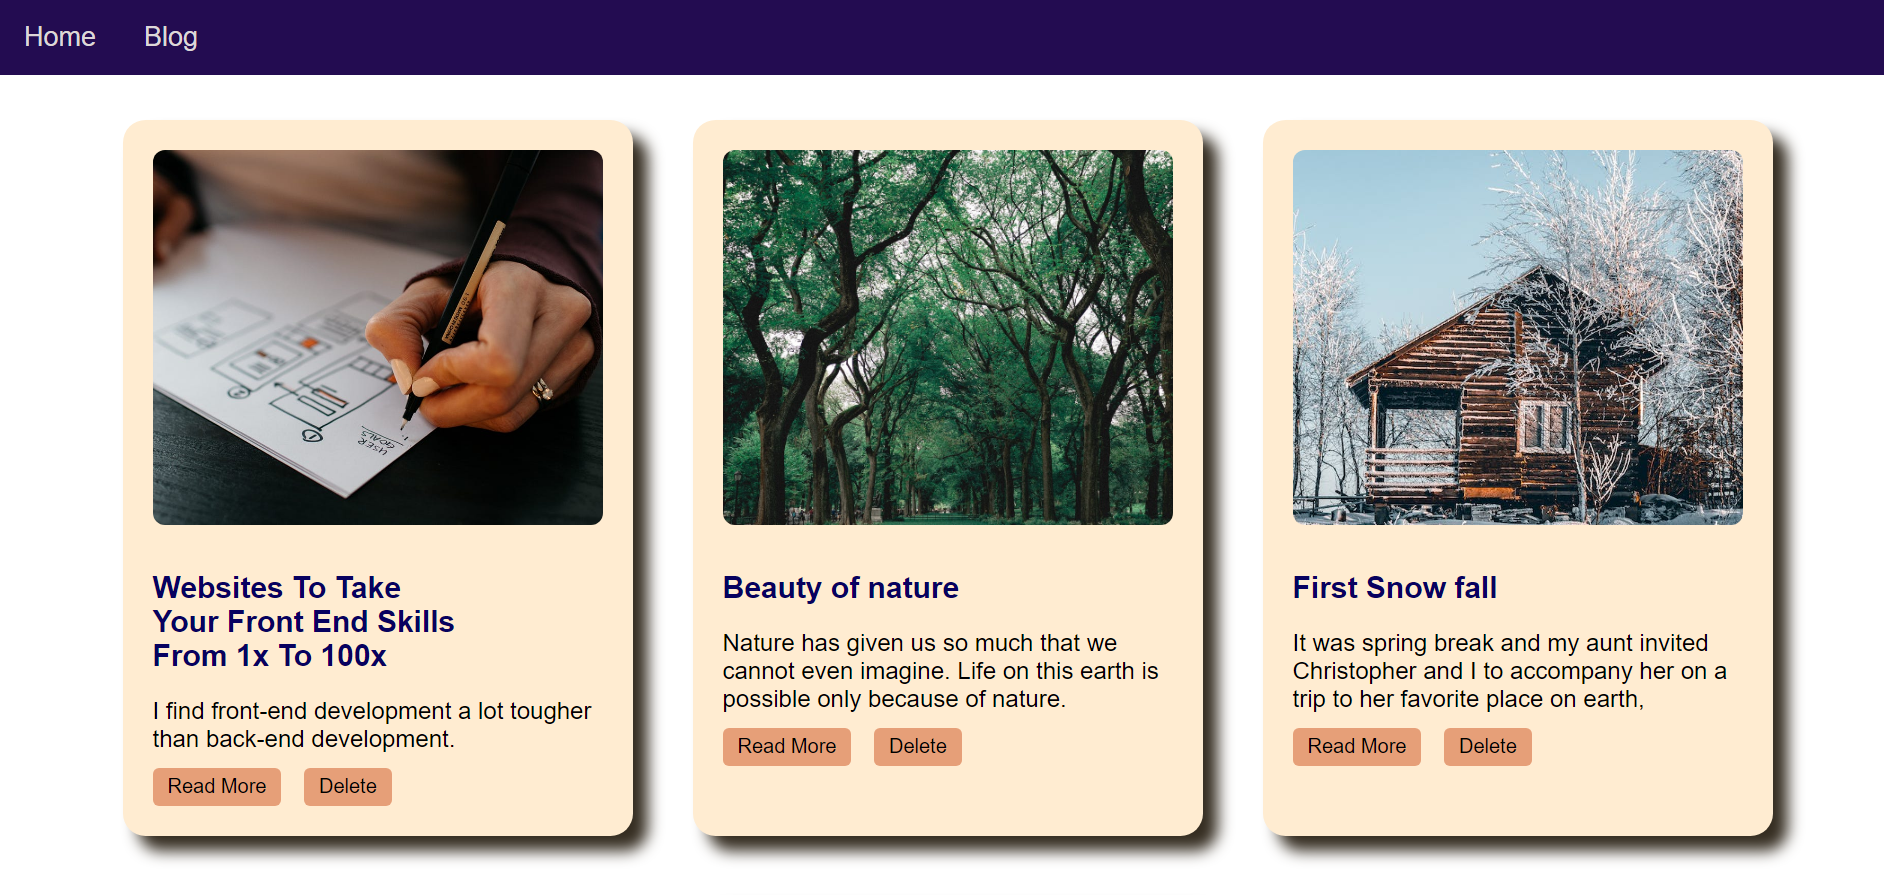 Home Blog
USER
GOALS
1:
Websites To Take
Your Front End Skills
From 1x To 100x
I find front-end development a lot tougher
than back-end development.
Read More Delete
Beauty of nature
Nature has given us so much that we
cannot even imagine. Life on this earth is
possible only because of nature.
Read More Delete
First Snow fall
It was spring break and my aunt invited
Christopher and I to accompany her on a
trip to her favorite place on earth,
Read More Delete